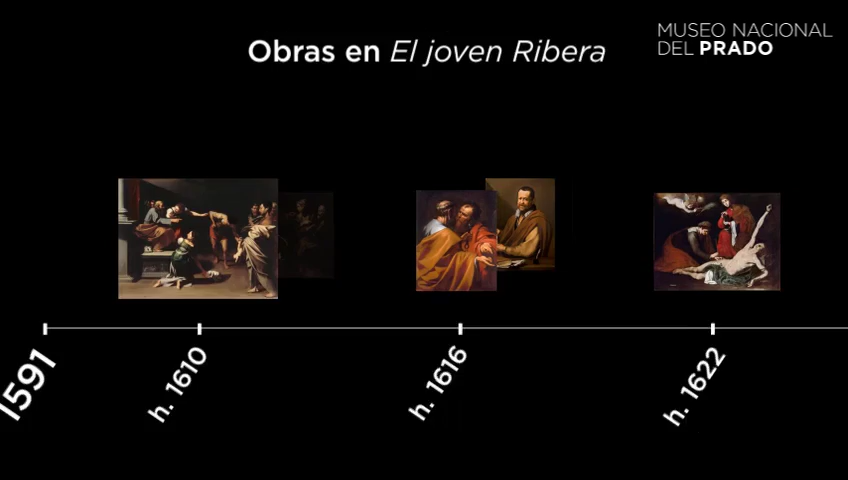 Obras en El joven Ribera
MUSEO NACIONAL
DEL PRADO
1591
h. 1610
h. 1616
h. 1622